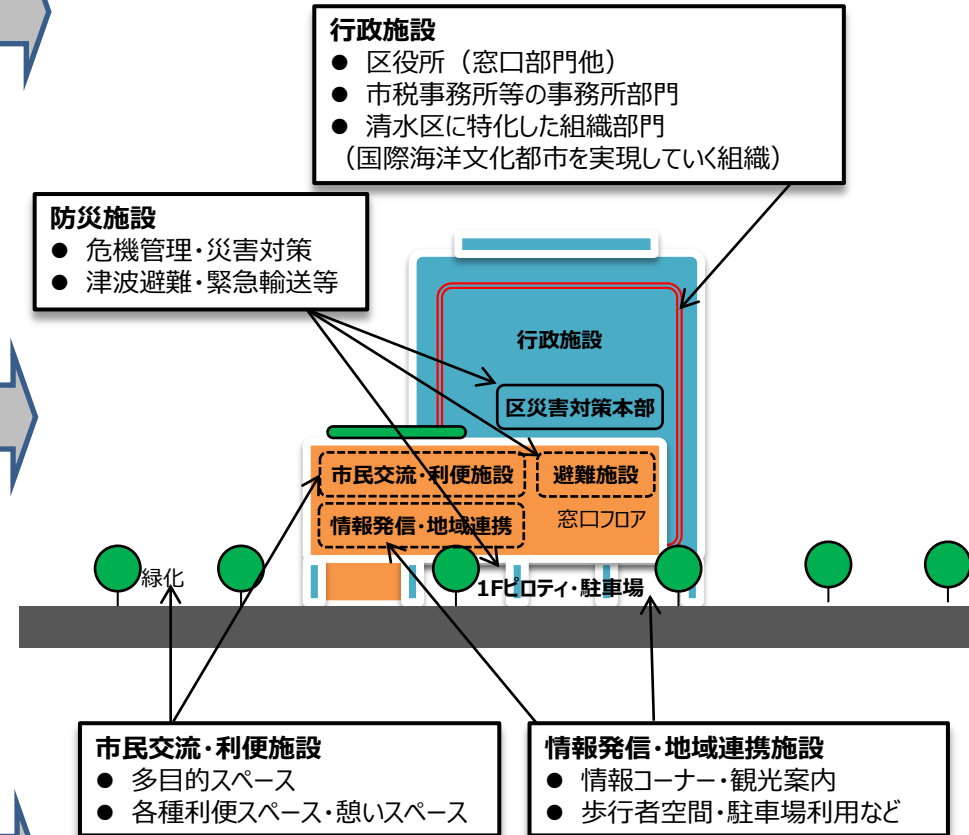 行政施設
● 区役所（窓口部門他）
● 市税事務所等の事務所部門
● 清水区に特化した組織部門
（国際海洋文化都市を実現していく組織）
防災施設
● 危機管理・災害対策
● 津波避難・緊急輸送等
行政施設
区災害対策本部
市民交流・利便施設
避難施設
情報発信・地域連携
窓口フロア
緑化
1Fピロティ・駐車場
市民交流・利便施設
● 多目的スペース
● 各種利便スペース・憩いスペース
情報発信・地域連携施設
● 情報コーナー・観光案内
● 歩行者空間・駐車場利用など